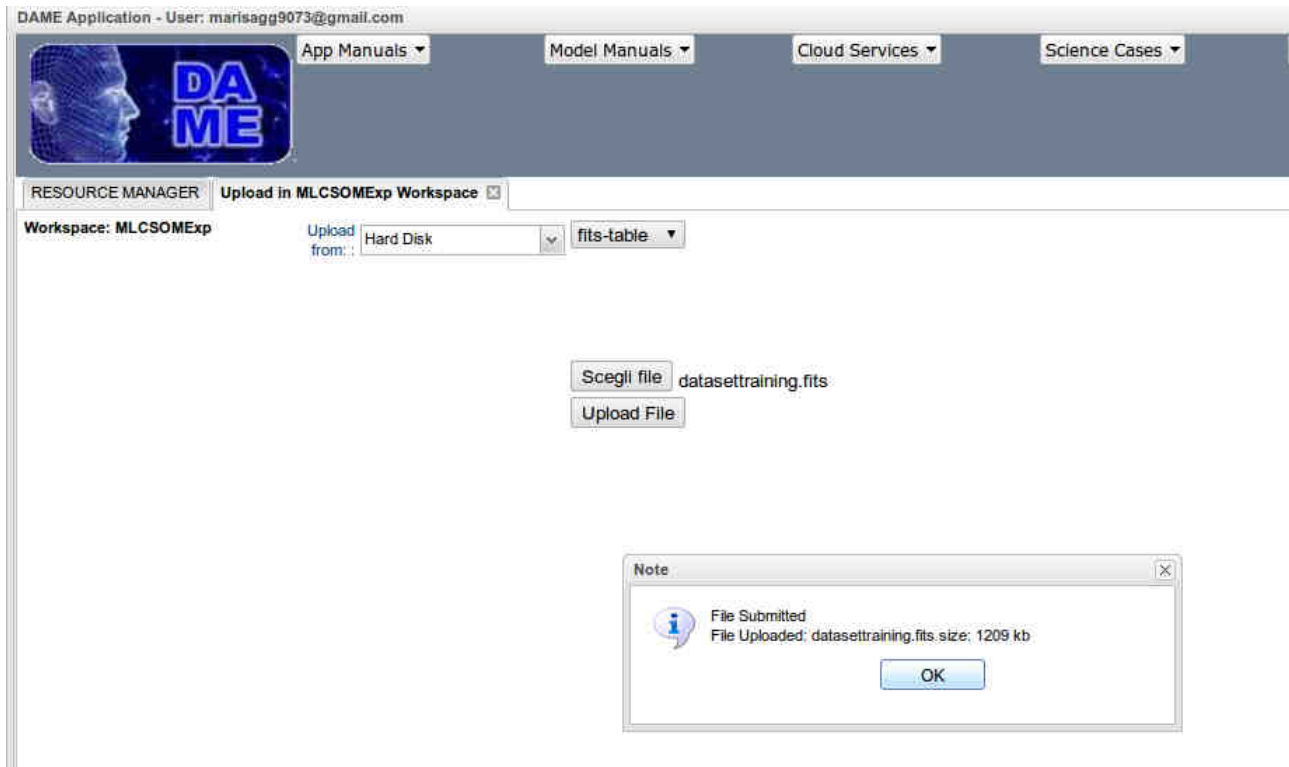 DAME Application - User: marisagg9073@gmail.com
DA
ME
App Manuals
Model Manuals
Cloud Services
Science Cases
RESOURCE MANAGER
Upload in MLCSOMExp Workspace
Workspace: MLCSOMExp
Upload
from: :
Hard Disk
fits-table
Scegli file
datasettraining.fits
Upload File
Note
File Submitted
File Uploaded: datasettraining.fits size: 1209 kb
OK